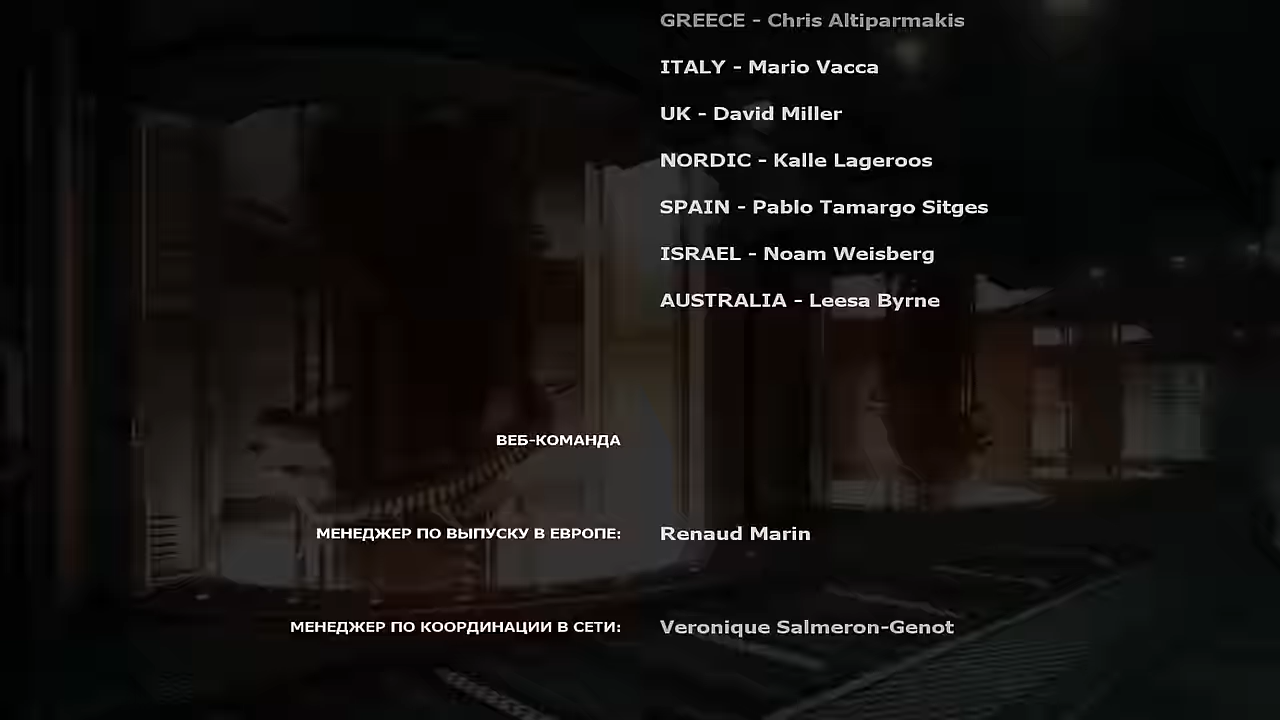 GREECE - Chris Altiparmakis
ITALY - Mario Vacca
UK - David Miller
NORDIC - Kalle Lageroos
SPAIN - Pablo Tamargo Sitges
ISRAEL - Noam Weisberg
AUSTRALIA - Leesa Byrne
ВЕБ-КОМАНДА
МЕНЕДЖЕР ПО ВЫПУСКУ В ЕВРОПЕ: Renaud Marin
МЕНЕДЖЕР ПО КООРДИНАЦИИ В СЕТИ: Veronique Salmeron-Genot